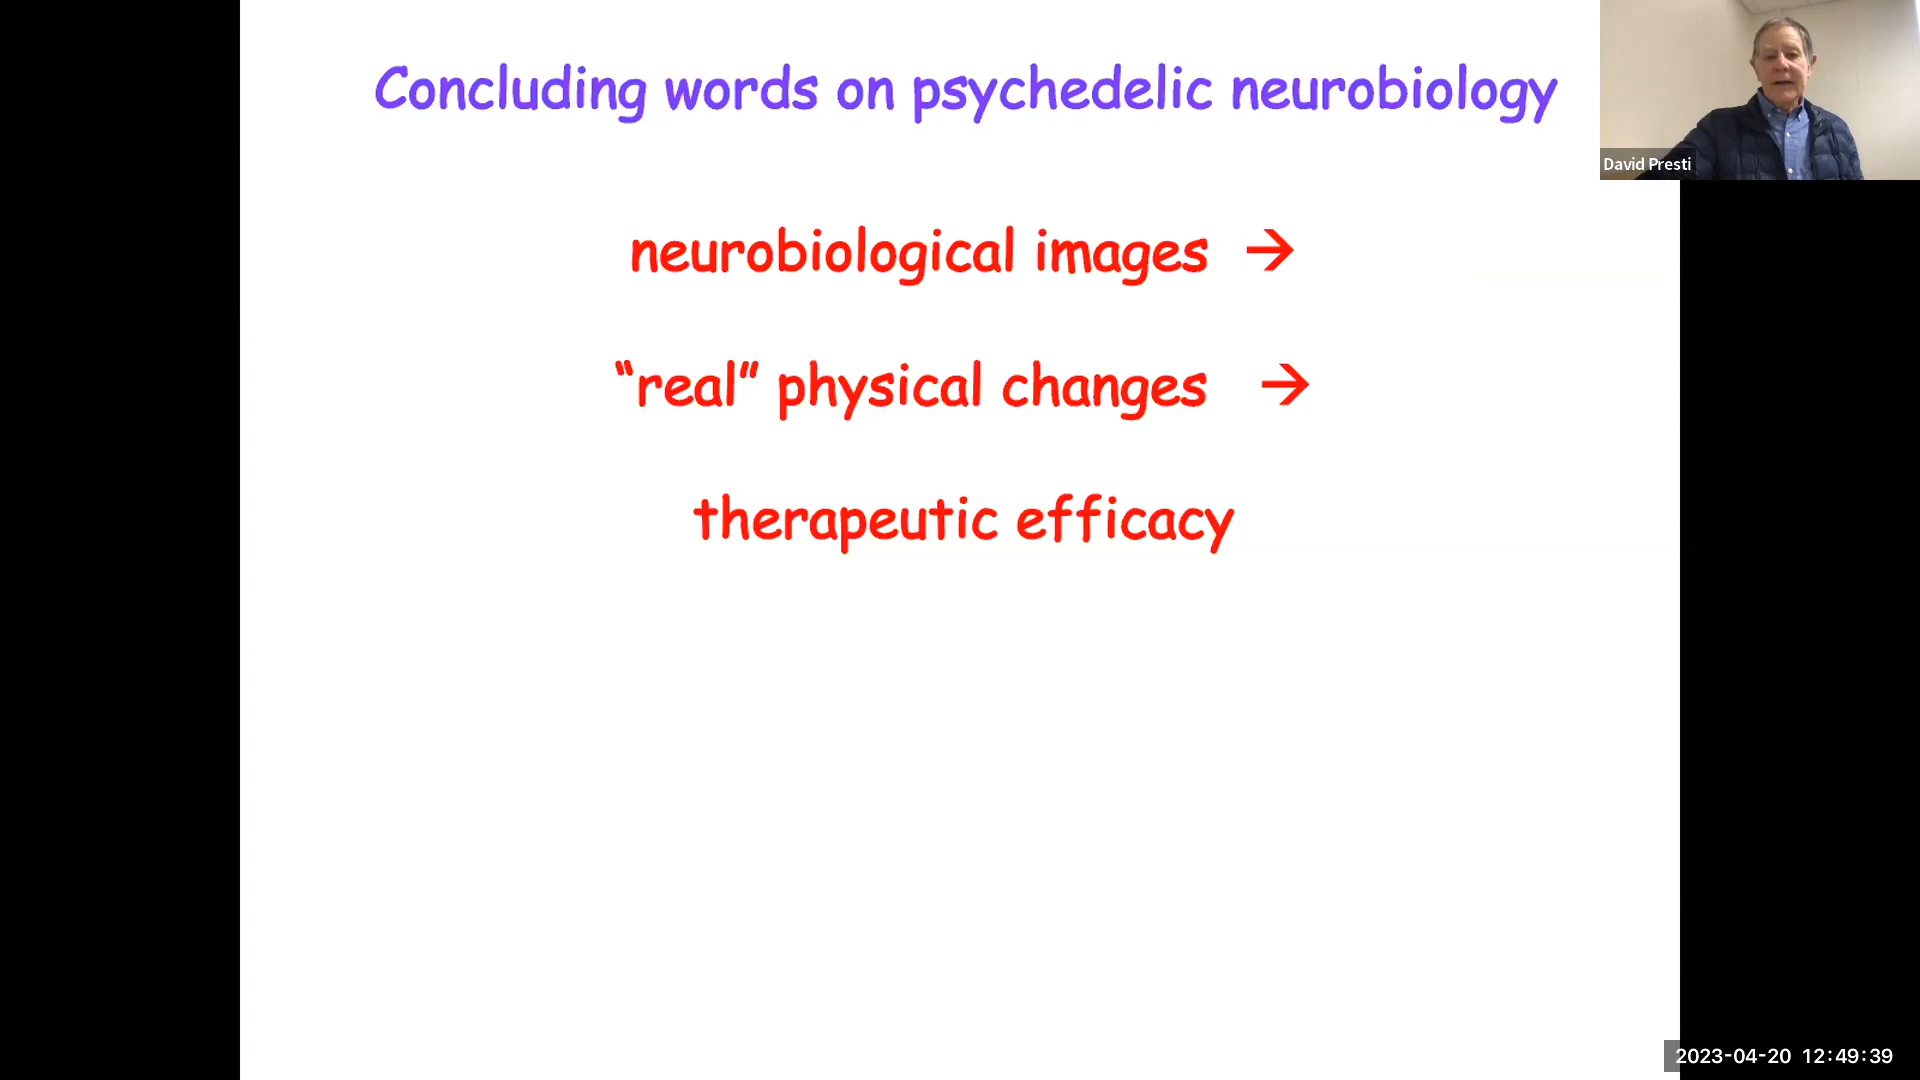 Concluding words on psychedelic neurobiology
David Presti
neurobiological images →
“real” physical changes →
therapeutic efficacy
2023-04-20 12:49:39